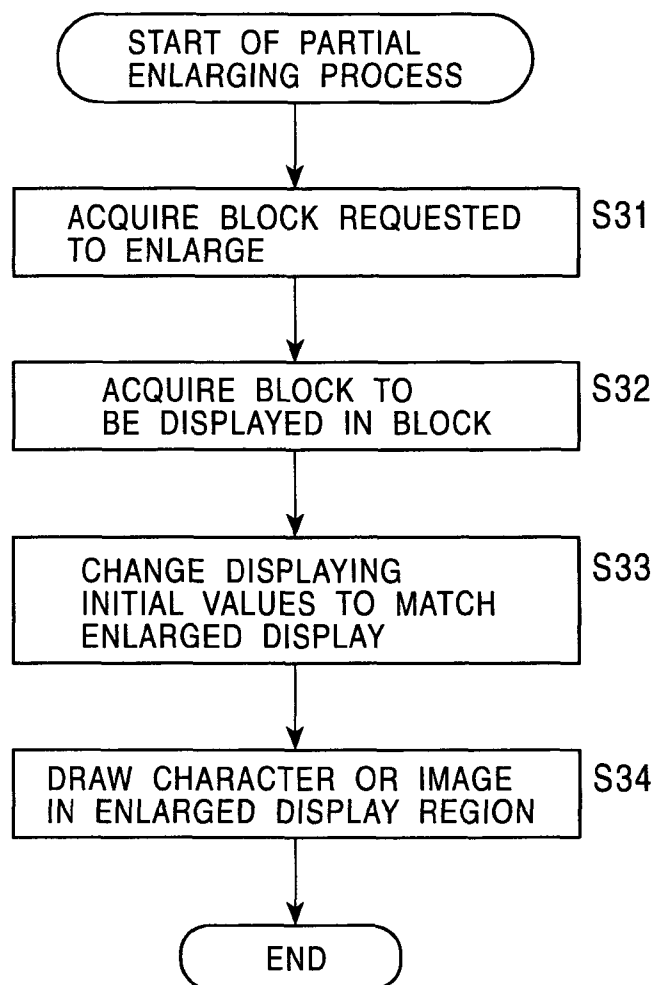 START OF PARTIAL
ENLARGING PROCESS
ACQUIRE BLOCK REQUESTED
TO ENLARGE
S31
ACQUIRE BLOCK TO
BE DISPLAYED IN BLOCK
S32
CHANGE DISPLAYING
INITIAL VALUES TO MATCH
ENLARGED DISPLAY
S33
DRAW CHARACTER OR IMAGE
IN ENLARGED DISPLAY REGION
S34
END